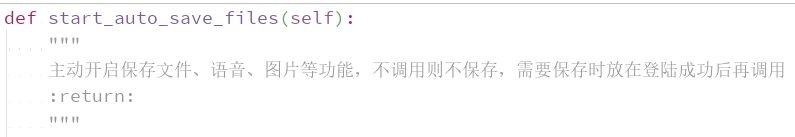 def start_auto_save_files(self):
"""
主动开启保存文件、语音、图片等功能，不调用则不保存，需要保存时放在登陆成功后再调用
:return:
"""